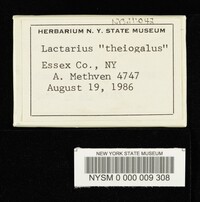 HERBARIUM N. Y. STATE MUSEUM
Lactarius "theiogalus"
Essex Co., NY
A. Methven 4747
August 19, 1986
NEW YORK STATE MUSEUM
NYSM 0 000 009 308